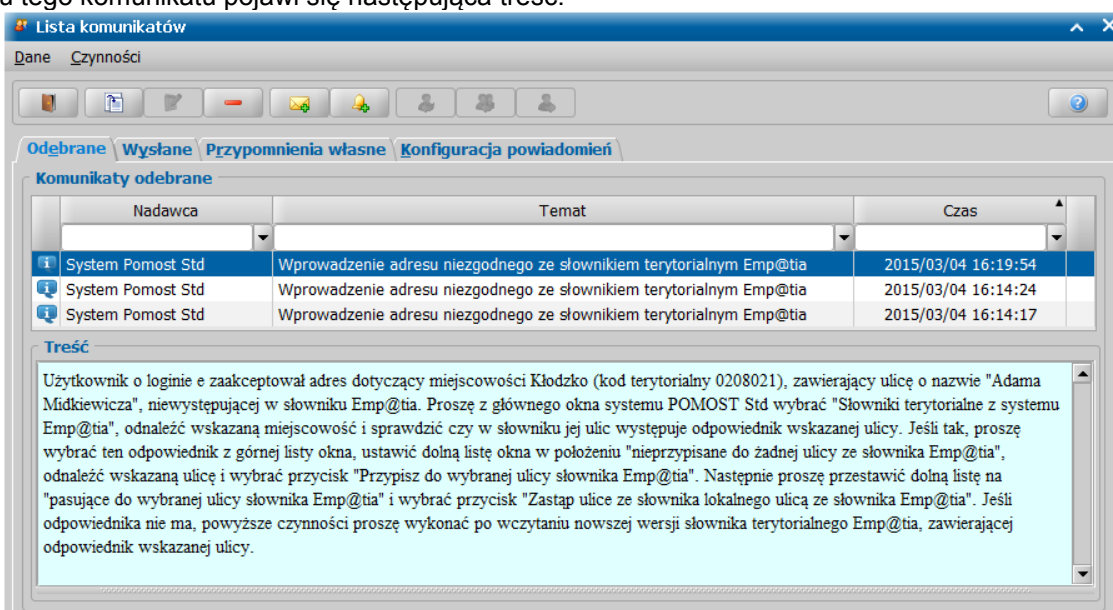 u tego komunikatu pojawi się następująca treść.
Lista komunikatów
Dane Czynności
Odebrane Wysłane Przypomnienia własne Konfiguracja powiadomień
Komunikaty odebrane
Nadawca Temat Czas
System Pomost Std Wprowadzenie adresu niezgodnego ze słownikiem terytorialnym Emp@tia 2015/03/04 16:19:54
System Pomost Std Wprowadzenie adresu niezgodnego ze słownikiem terytorialnym Emp@tia 2015/03/04 16:14:24
System Pomost Std Wprowadzenie adresu niezgodnego ze słownikiem terytorialnym Emp@tia 2015/03/04 16:14:17
Treść
Użytkownik o loginie e zaakceptował adres dotyczący miejscowości Kłodzko (kod terytorialny 0208021), zawierający ulicę o nazwie "Adama
Midkiewicza", niewystępującej w słowniku Emp@tia. Proszę z głównego okna systemu POMOST Std wybrać "Słowniki terytorialne z systemu
Emp@tia", odnaleźć wskazaną miejscowość i sprawdzić czy w słowniku jej ulic występuje odpowiednik wskazanej ulicy. Jeśli tak, proszę
wybrać ten odpowiednik z górnej listy okna, ustawić dolną listę okna w położeniu "nieprzypisane do żadnej ulicy ze słownika Emp@tia",
odnaleźć wskazaną ulicę i wybrać przycisk "Przypisz do wybranej ulicy słownika Emp@tia". Następnie proszę przestawić dolną listę na
"pasujące do wybranej ulicy słownika Emp@tia" i wybrać przycisk "Zastąp ulice ze słownika lokalnego ulicą ze słownika Emp@tia". Jeśli
odpowiednika nie ma, powyższe czynności proszę wykonać po wczytaniu nowszej wersji słownika terytorialnego Emp@tia, zawierającej
odpowiednik wskazanej ulicy.